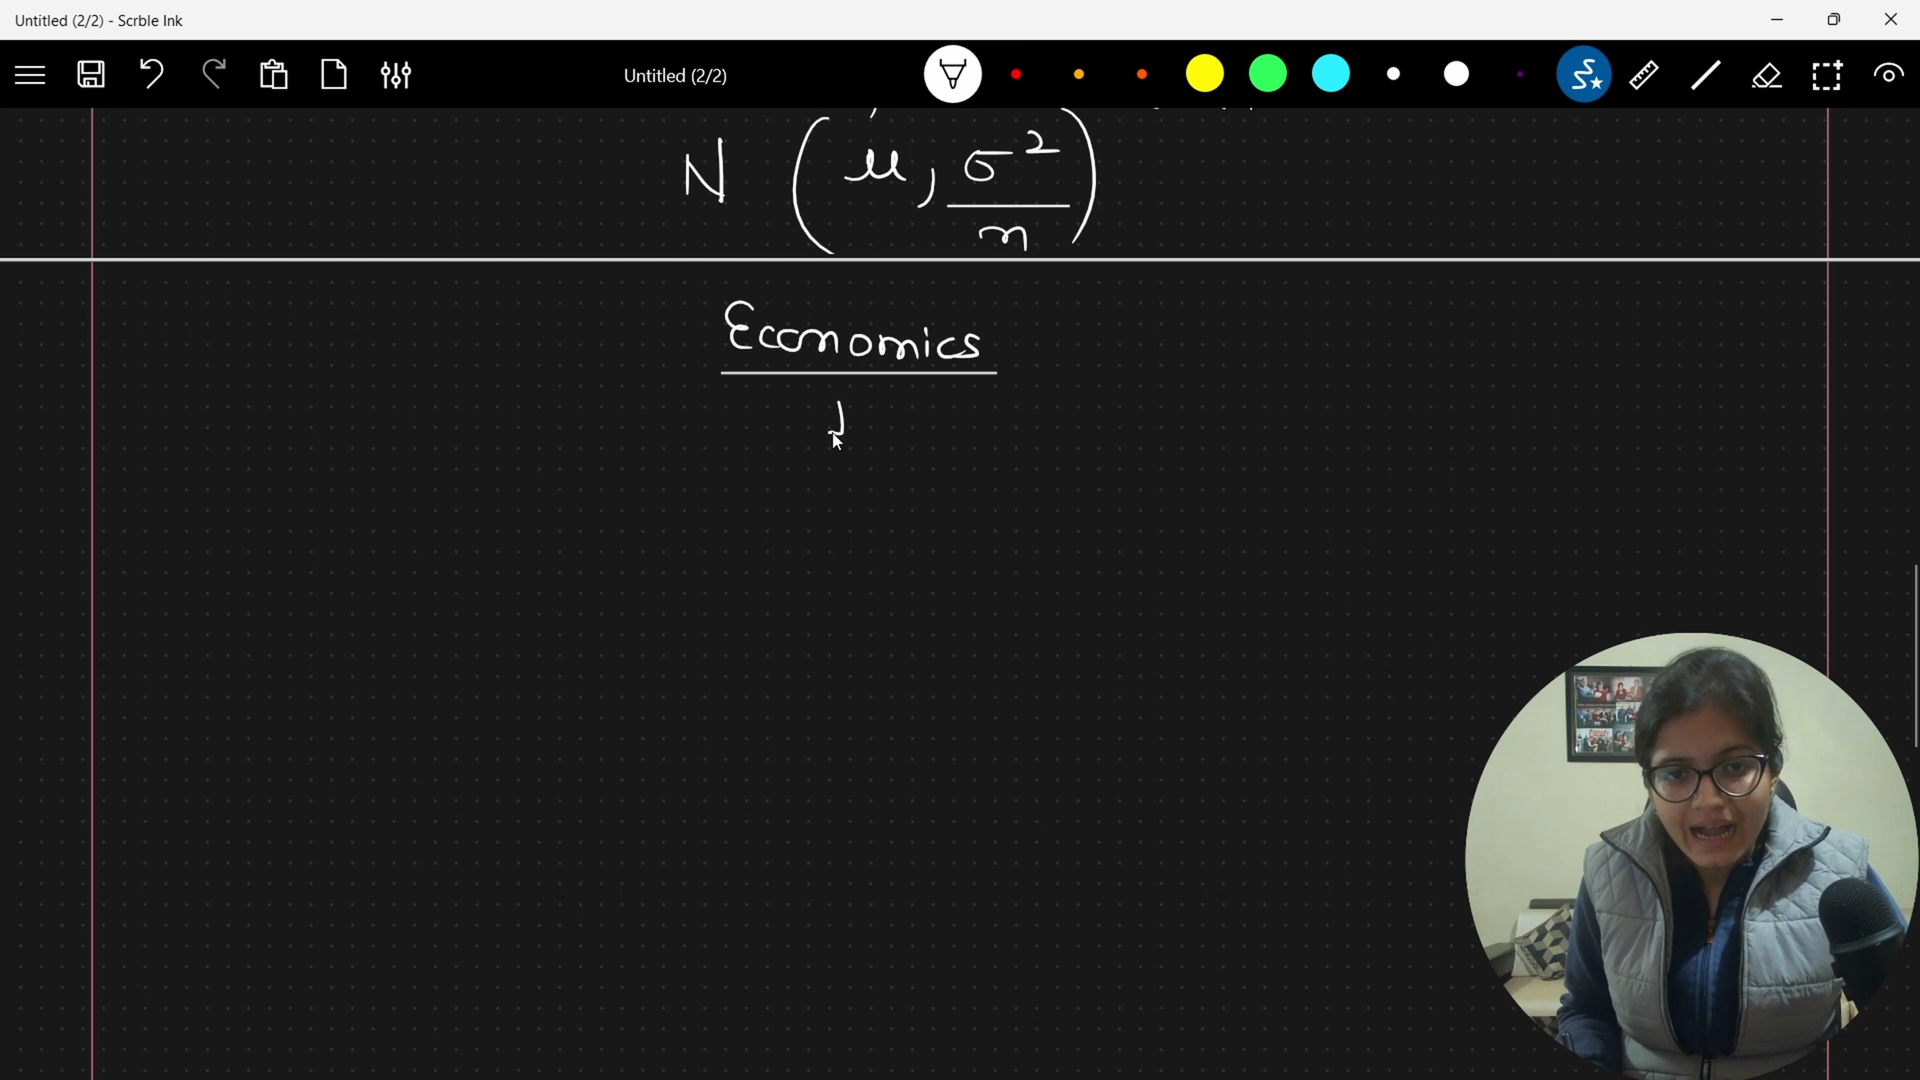 Untitled (2/2) - Scrble Ink
Untitled (2/2)
N ( μ, σ² / n )
Economics